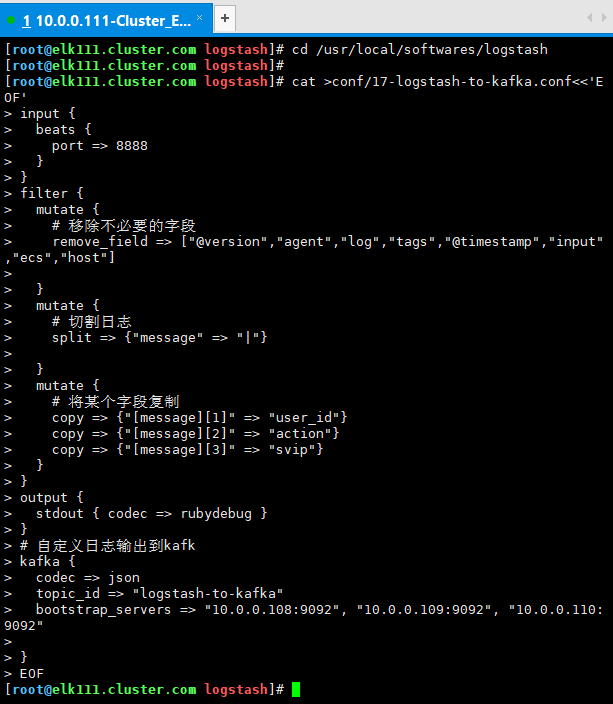 1 10.0.0.111-Cluster_E... × +
[root@elk111.cluster.com logstash]# cd /usr/local/softwares/logstash
[root@elk111.cluster.com logstash]#
[root@elk111.cluster.com logstash]# cat >conf/17-logstash-to-kafka.conf<<'E
OF'
> input {
>   beats {
>     port => 8888
>   }
> }
> filter {
>   mutate {
>     # 移除不必要的字段
>     remove_field => ["@version","agent","log","tags","@timestamp","input"
,"ecs","host"]
>
>   }
>   mutate {
>     # 切割日志
>     split => {"message" => "|"}
>
>   }
>   mutate {
>     # 将某个字段复制
>     copy => {"[message][1]" => "user_id"}
>     copy => {"[message][2]" => "action"}
>     copy => {"[message][3]" => "svip"}
>   }
> }
> output {
>   stdout { codec => rubydebug }
> }
> # 自定义日志输出到kafk
> kafka {
>   codec => json
>   topic_id => "logstash-to-kafka"
>   bootstrap_servers => "10.0.0.108:9092", "10.0.0.109:9092", "10.0.0.110:
9092"
>
> }
> EOF
[root@elk111.cluster.com logstash]#